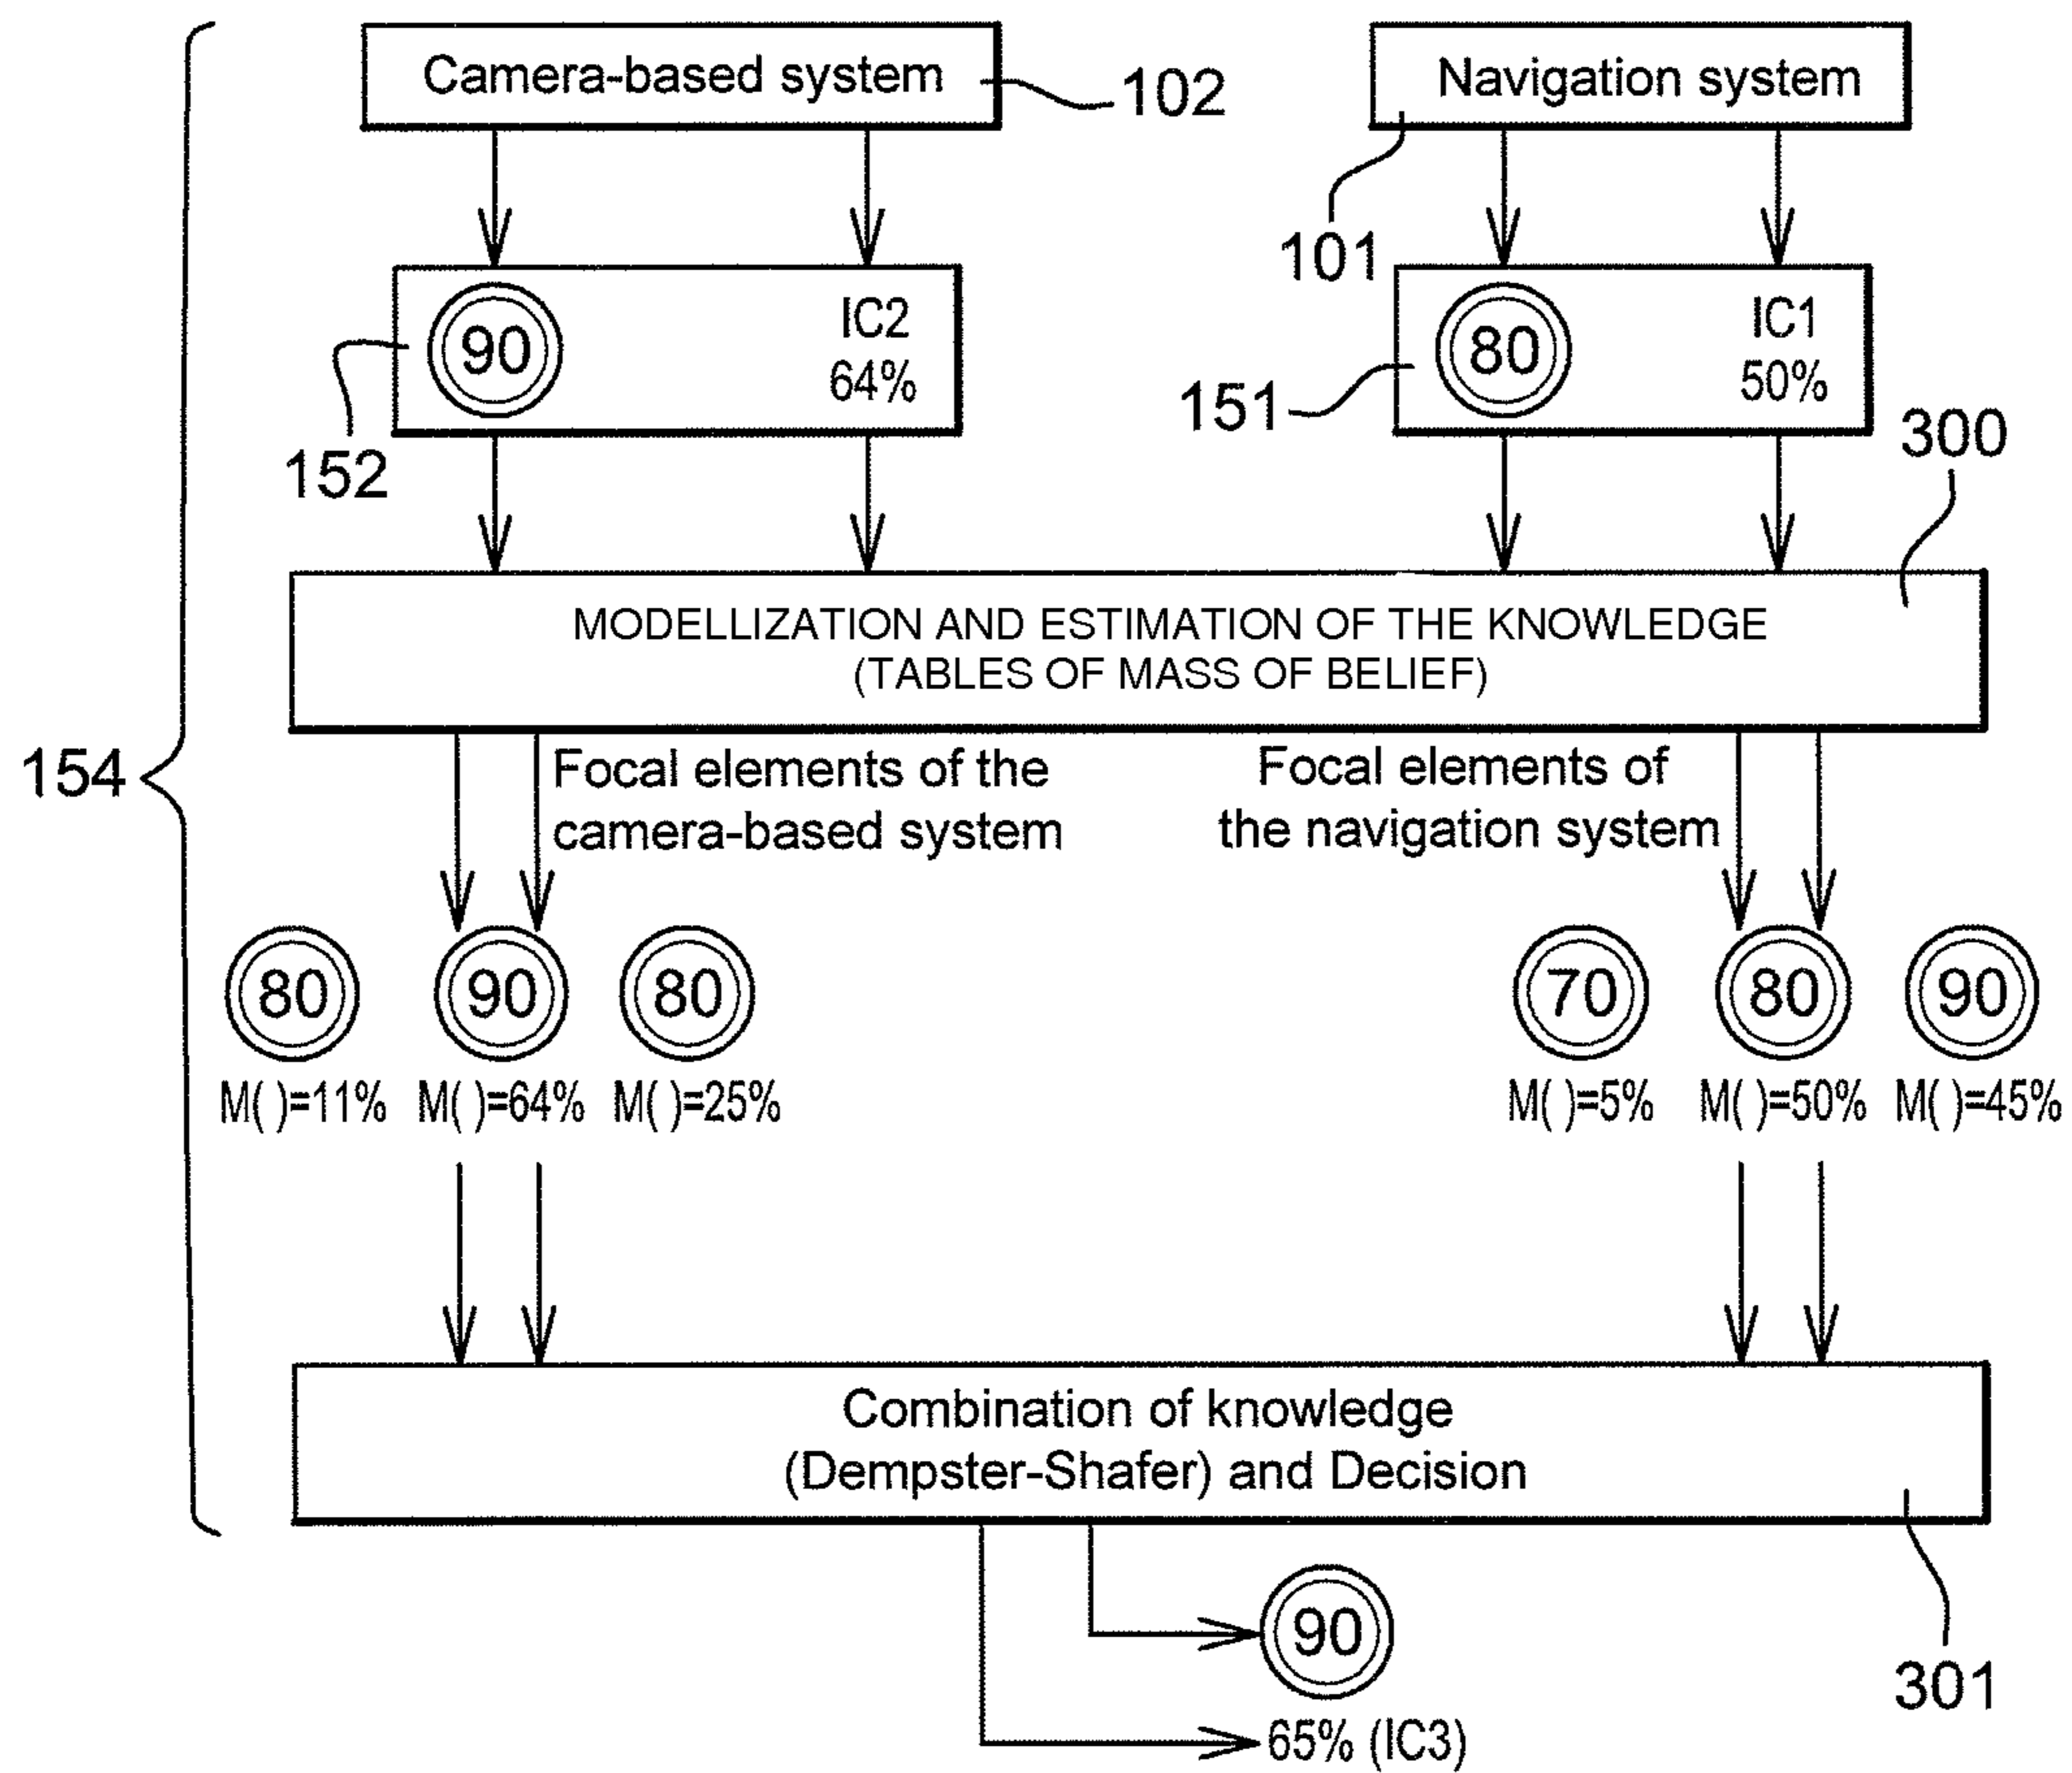 Camera-based system
102
Navigation system
101
90
IC2
64%
152
80
IC1
50%
151
300
MODELLIZATION AND ESTIMATION OF THE KNOWLEDGE
(TABLES OF MASS OF BELIEF)
154
Focal elements of the
camera-based system
Focal elements of
the navigation system
80
90
80
70
80
90
M( )=11%
M( )=64%
M( )=25%
M( )=5%
M( )=50%
M( )=45%
Combination of knowledge
(Dempster-Shafer) and Decision
301
90
65% (IC3)